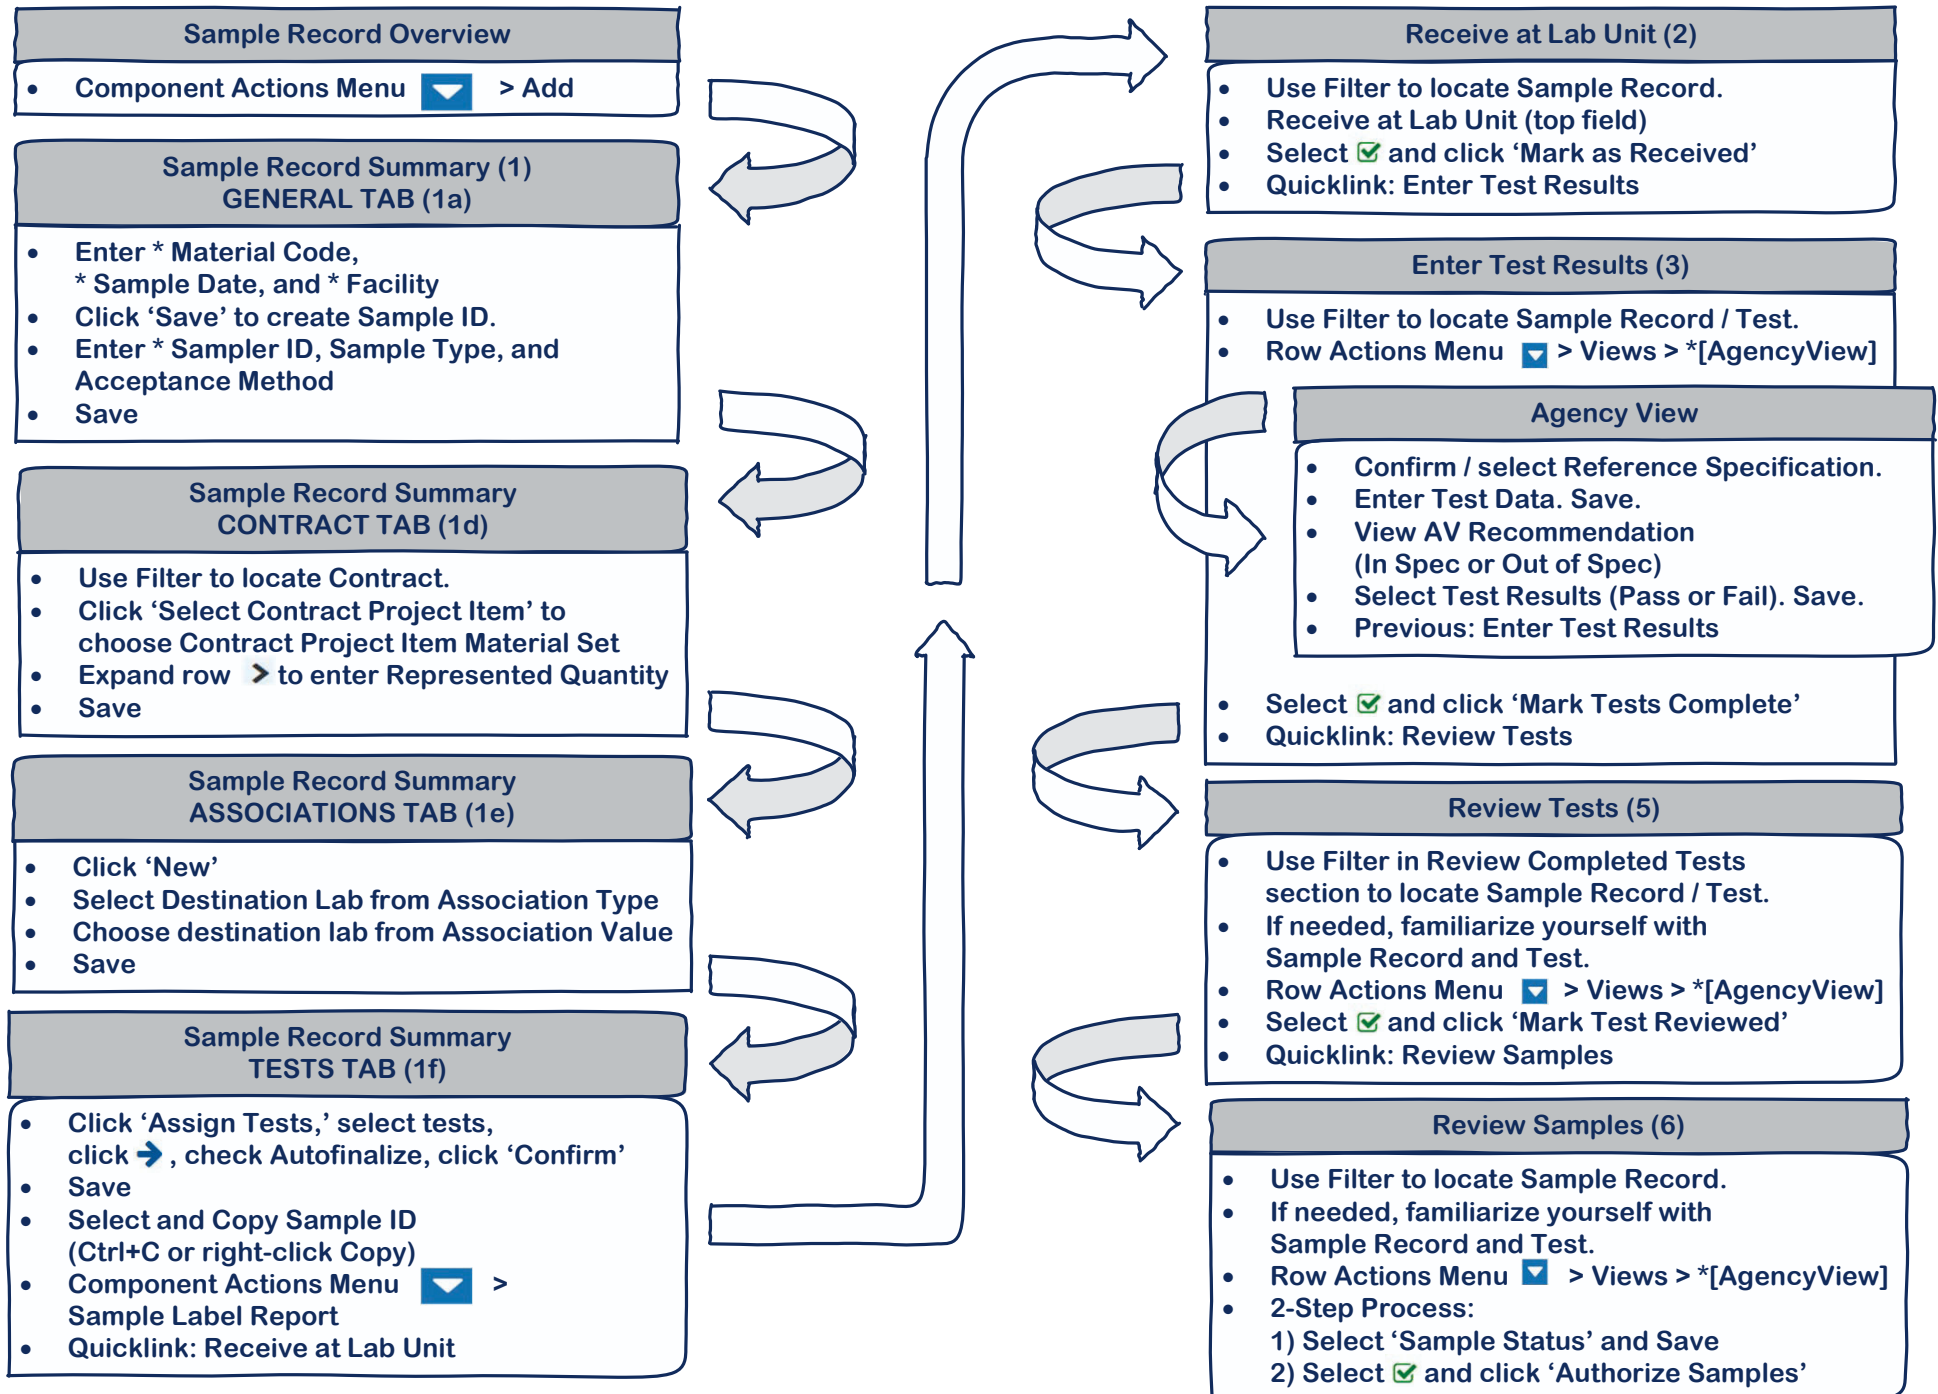 Sample Record Overview
• Component Actions Menu > Add
Sample Record Summary (1)
GENERAL TAB (1a)
• Enter * Material Code,
* Sample Date, and * Facility
• Click ‘Save’ to create Sample ID.
• Enter * Sampler ID, Sample Type, and
Acceptance Method
• Save
Sample Record Summary
CONTRACT TAB (1d)
• Use Filter to locate Contract.
• Click ‘Select Contract Project Item’ to
choose Contract Project Item Material Set
• Expand row > to enter Represented Quantity
• Save
Sample Record Summary
ASSOCIATIONS TAB (1e)
• Click ‘New’
• Select Destination Lab from Association Type
• Choose destination lab from Association Value
• Save
Sample Record Summary
TESTS TAB (1f)
• Click ‘Assign Tests,’ select tests,
click ➔ , check Autofinalize, click ‘Confirm’
• Save
• Select and Copy Sample ID
(Ctrl+C or right-click Copy)
• Component Actions Menu >
Sample Label Report
• Quicklink: Receive at Lab Unit
Receive at Lab Unit (2)
• Use Filter to locate Sample Record.
• Receive at Lab Unit (top field)
• Select ☑ and click ‘Mark as Received’
• Quicklink: Enter Test Results
Enter Test Results (3)
• Use Filter to locate Sample Record / Test.
• Row Actions Menu > Views > *[AgencyView]
Agency View
• Confirm / select Reference Specification.
• Enter Test Data. Save.
• View AV Recommendation
(In Spec or Out of Spec)
• Select Test Results (Pass or Fail). Save.
• Previous: Enter Test Results
• Select ☑ and click ‘Mark Tests Complete’
• Quicklink: Review Tests
Review Tests (5)
• Use Filter in Review Completed Tests
section to locate Sample Record / Test.
• If needed, familiarize yourself with
Sample Record and Test.
• Row Actions Menu > Views > *[AgencyView]
• Select ☑ and click ‘Mark Test Reviewed’
• Quicklink: Review Samples
Review Samples (6)
• Use Filter to locate Sample Record.
• If needed, familiarize yourself with
Sample Record and Test.
• Row Actions Menu > Views > *[AgencyView]
• 2-Step Process:
1) Select ‘Sample Status’ and Save
2) Select ☑ and click ‘Authorize Samples’